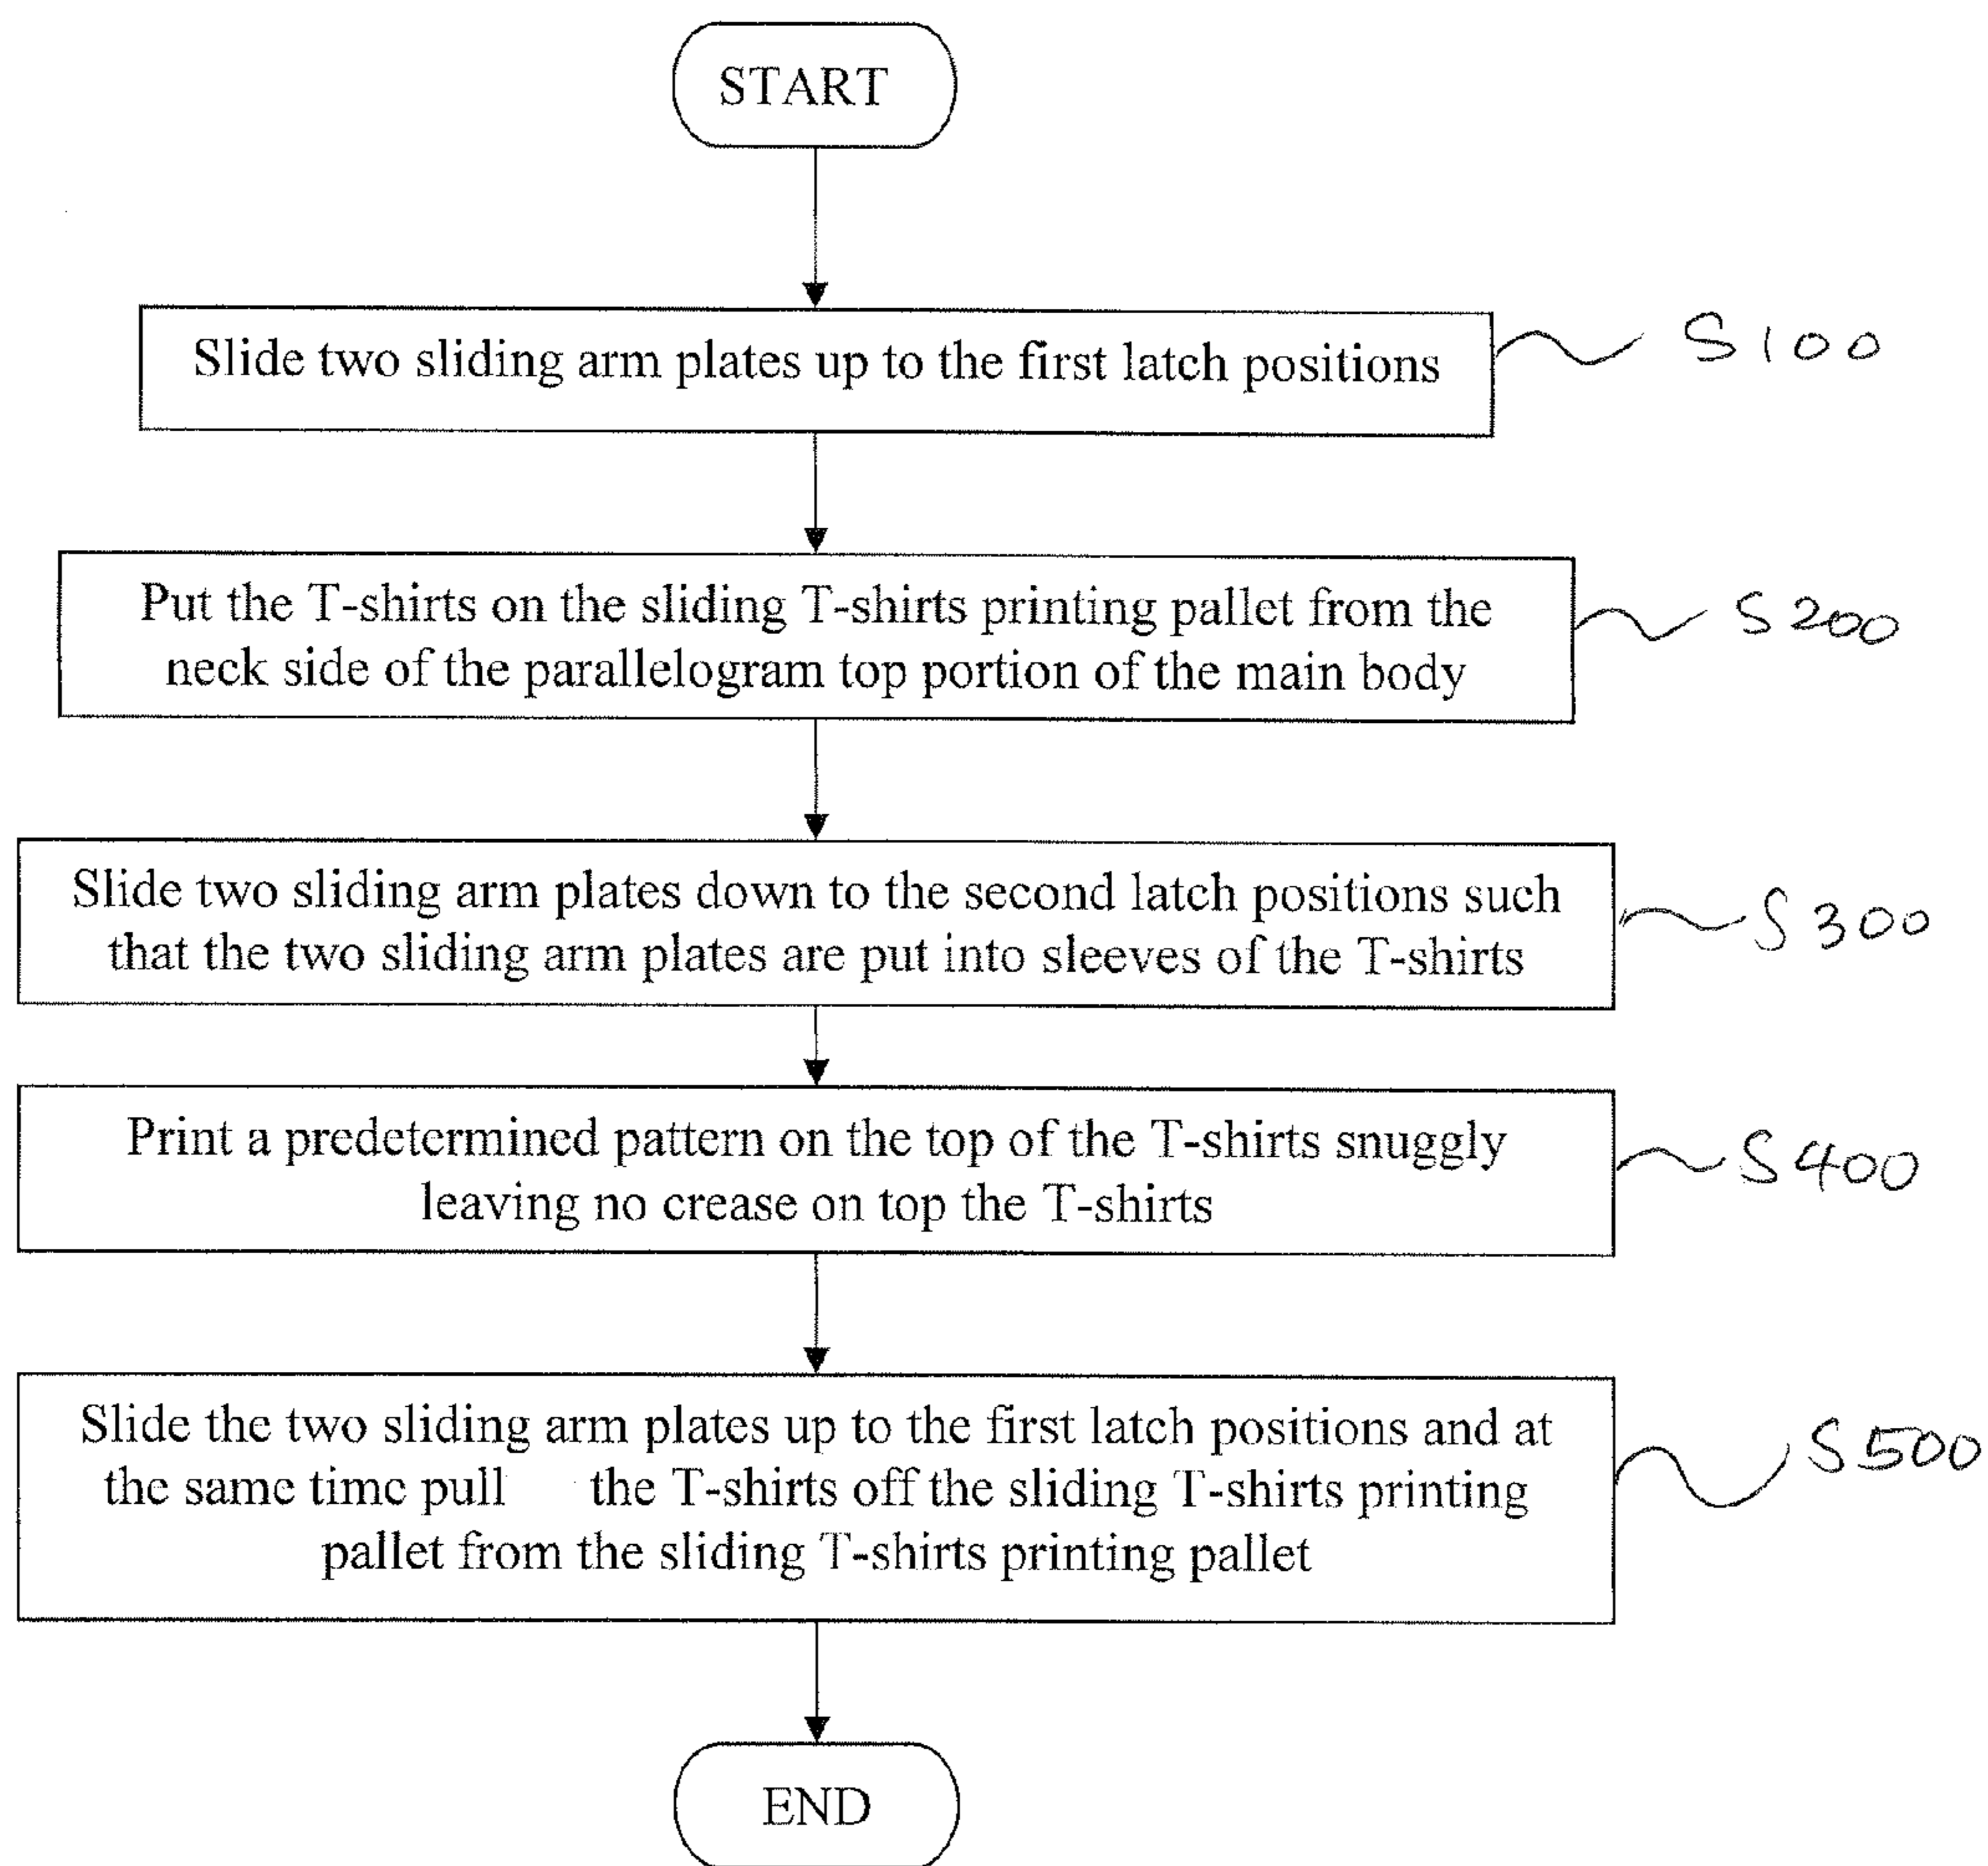 START
Slide two sliding arm plates up to the first latch positions
S100
Put the T-shirts on the sliding T-shirts printing pallet from the
neck side of the parallelogram top portion of the main body
S200
Slide two sliding arm plates down to the second latch positions such
that the two sliding arm plates are put into sleeves of the T-shirts
S300
Print a predetermined pattern on the top of the T-shirts snuggly
leaving no crease on top the T-shirts
S400
Slide the two sliding arm plates up to the first latch positions and at
the same time pull the T-shirts off the sliding T-shirts printing
pallet from the sliding T-shirts printing pallet
S500
END